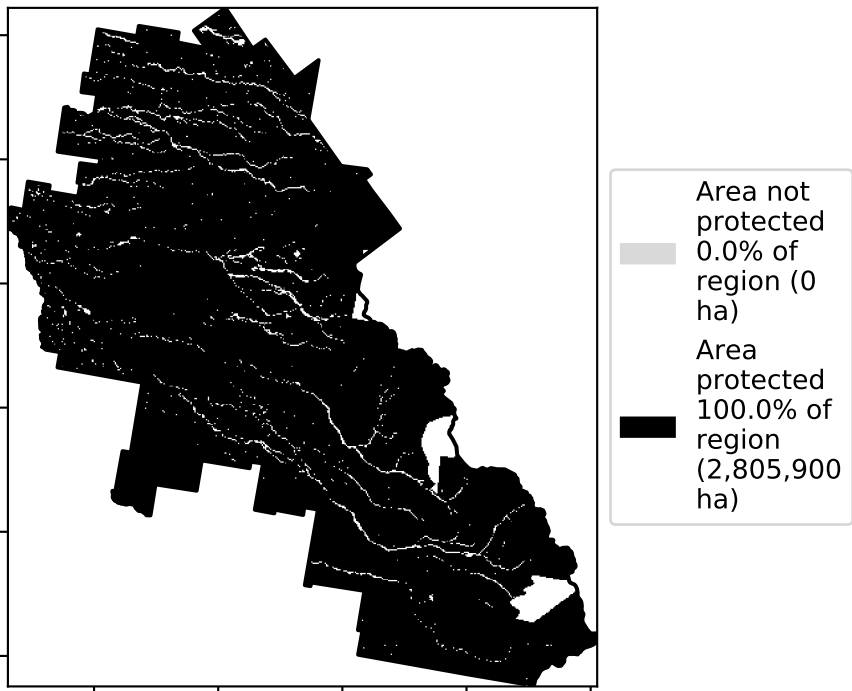 Area not
protected
0.0% of
region (0
ha)
Area
protected
100.0% of
region
(2,805,900
ha)